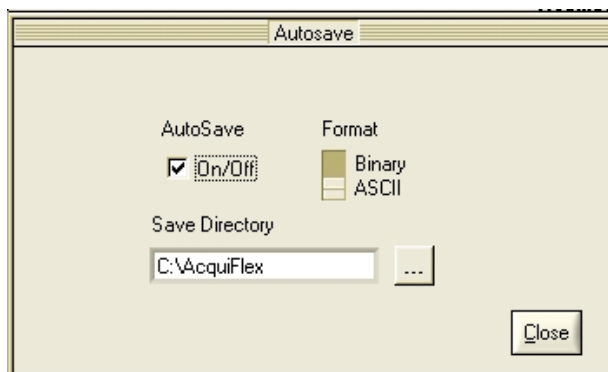 Autosave
AutoSave
Format
On/Off
Binary
ASCII
Save Directory
C:\AcquiFlex
...
Close